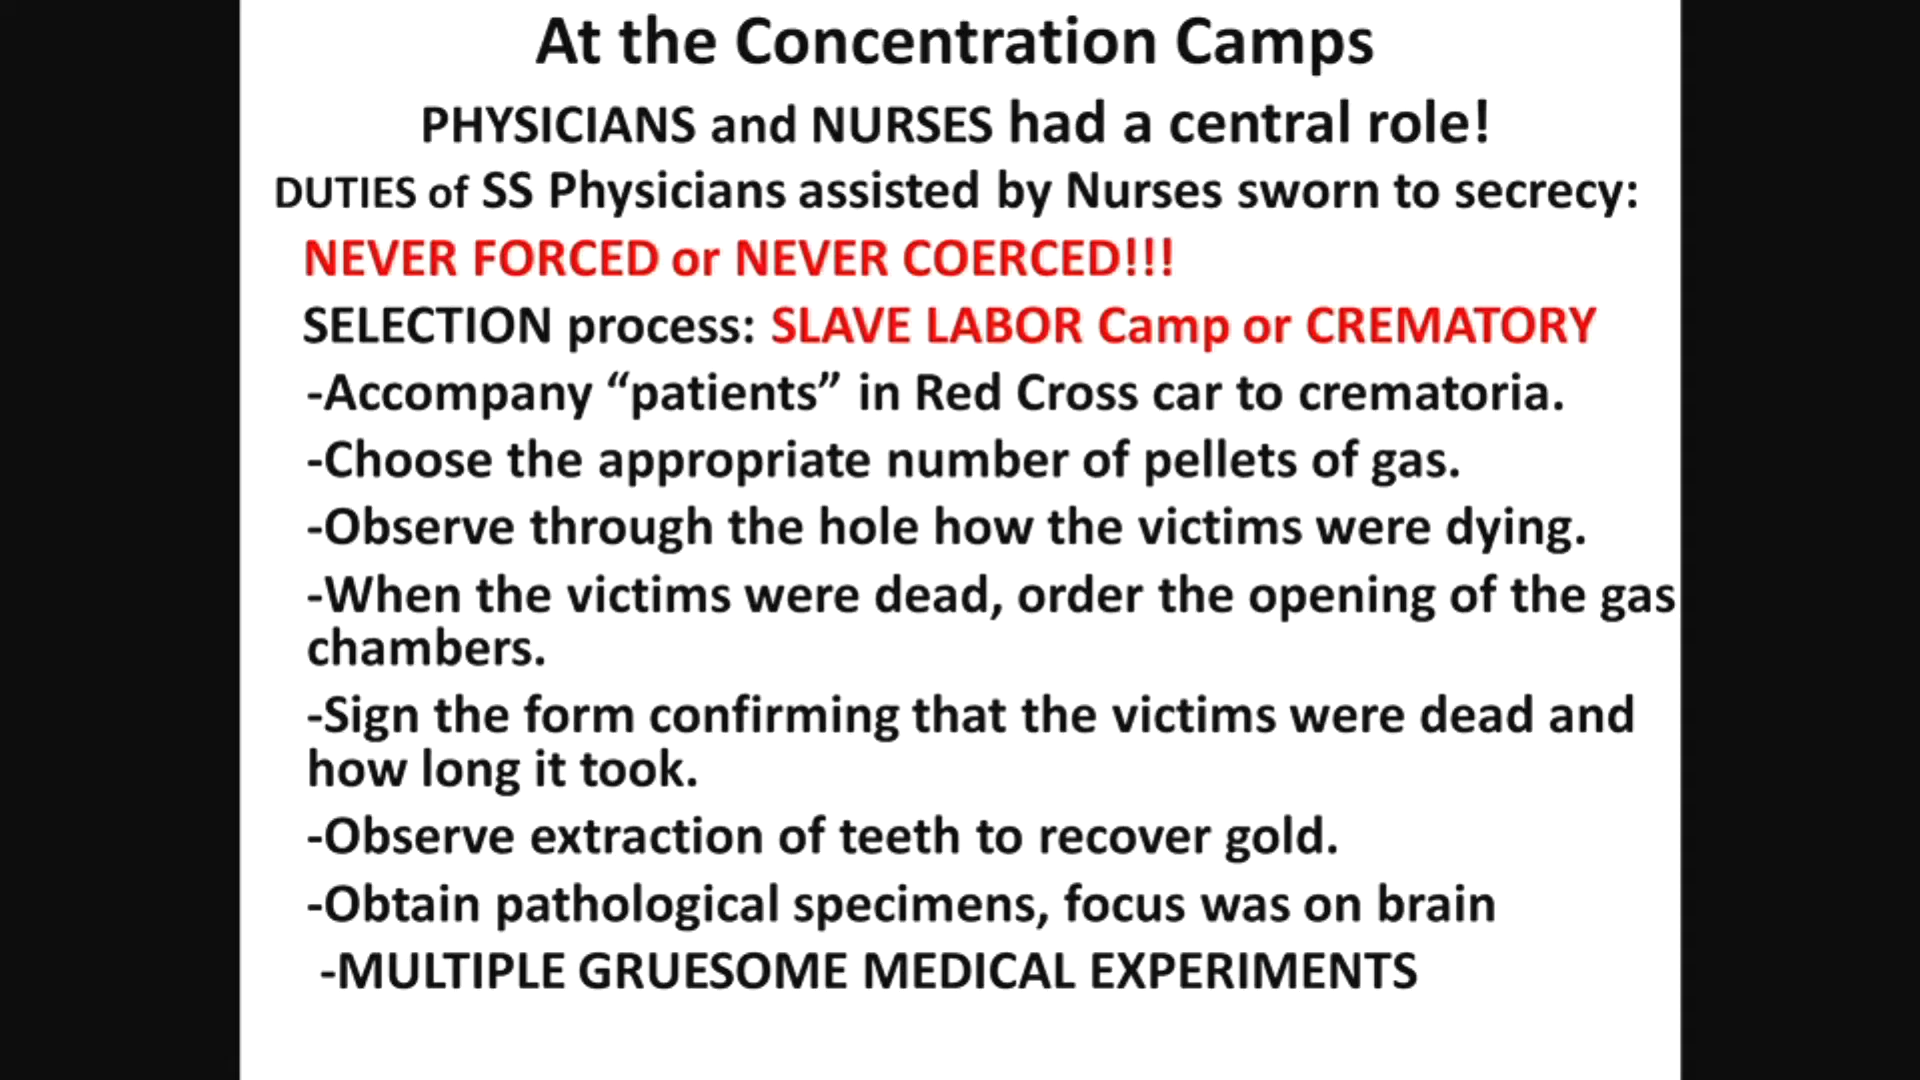 At the Concentration Camps
PHYSICIANS and NURSES had a central role!
DUTIES of SS Physicians assisted by Nurses sworn to secrecy:
NEVER FORCED or NEVER COERCED!!!
SELECTION process: SLAVE LABOR Camp or CREMATORY
-Accompany “patients” in Red Cross car to crematoria.
-Choose the appropriate number of pellets of gas.
-Observe through the hole how the victims were dying.
-When the victims were dead, order the opening of the gas
chambers.
-Sign the form confirming that the victims were dead and
how long it took.
-Observe extraction of teeth to recover gold.
-Obtain pathological specimens, focus was on brain
-MULTIPLE GRUESOME MEDICAL EXPERIMENTS